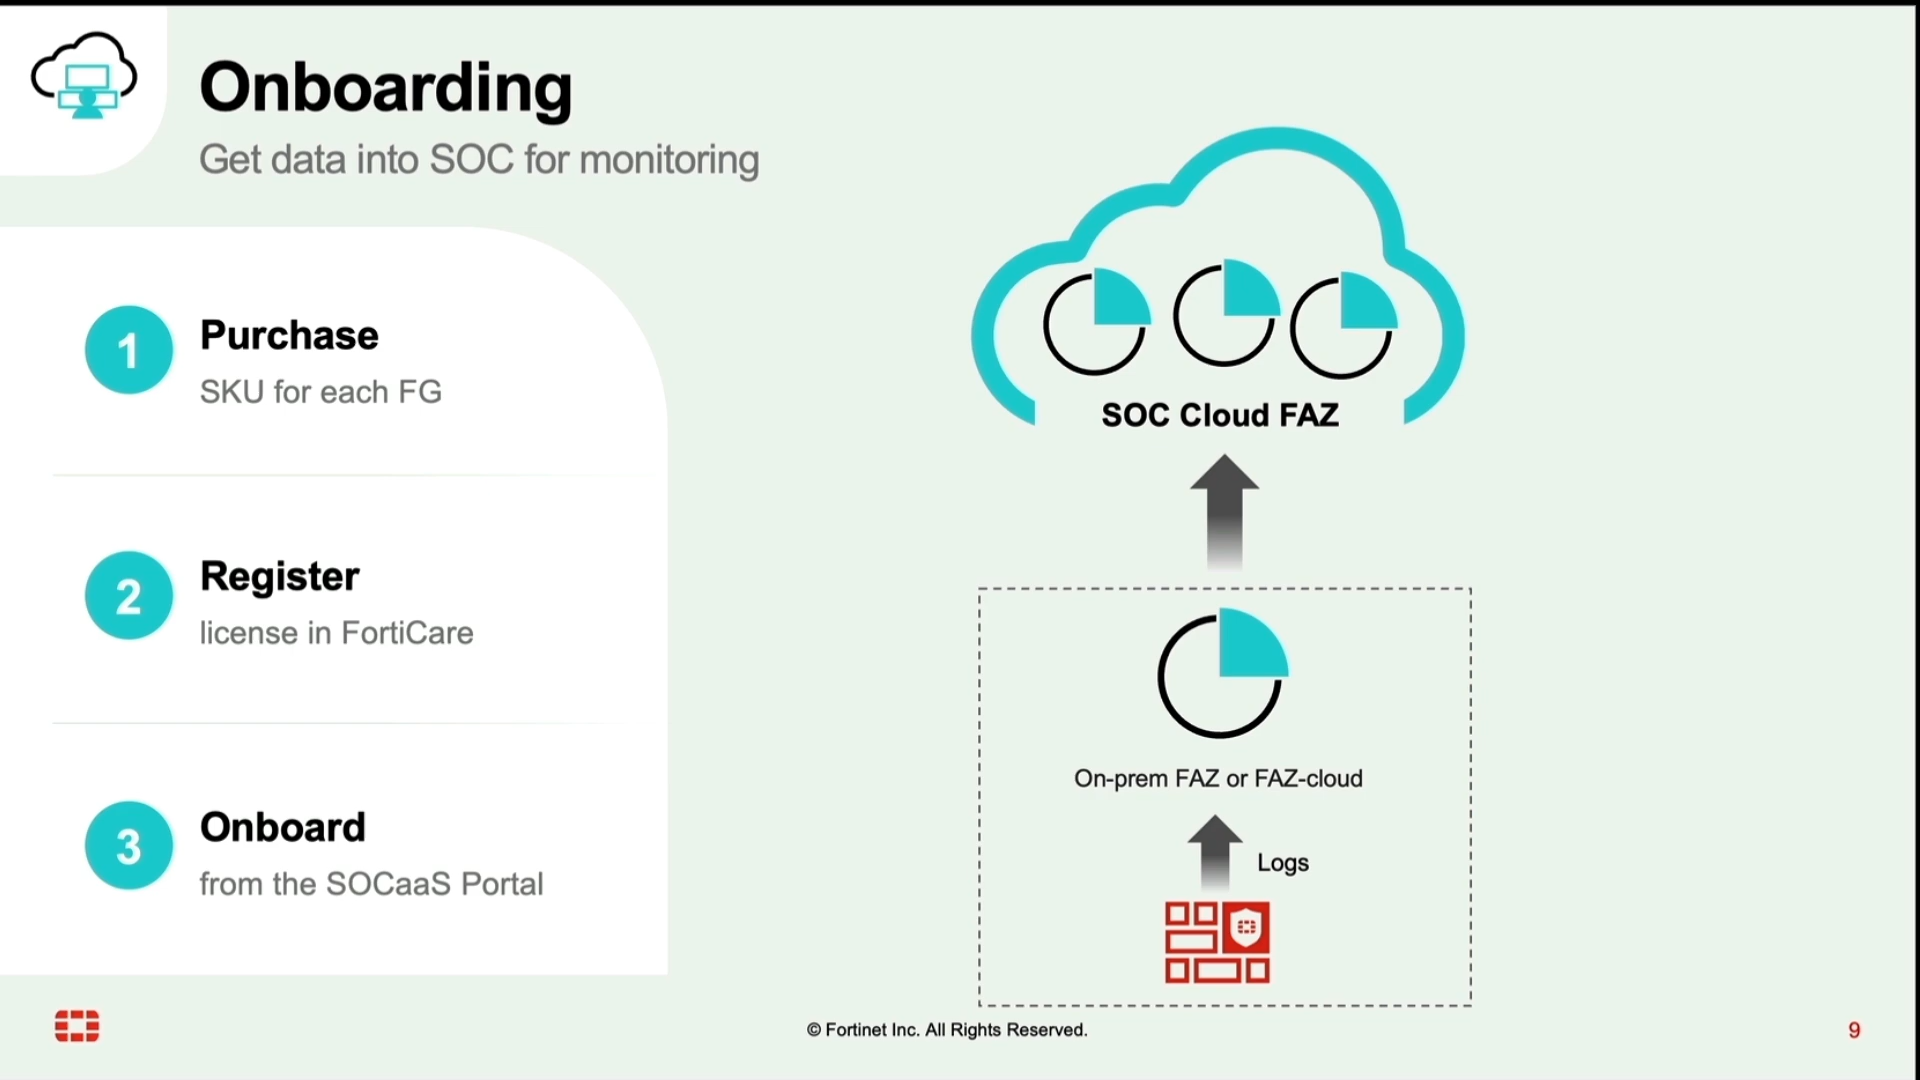 Onboarding
Get data into SOC for monitoring
1
Purchase
SKU for each FG
2
Register
license in FortiCare
3
Onboard
from the SOCaaS Portal
SOC Cloud FAZ
On-prem FAZ or FAZ-cloud
Logs
© Fortinet Inc. All Rights Reserved.
9